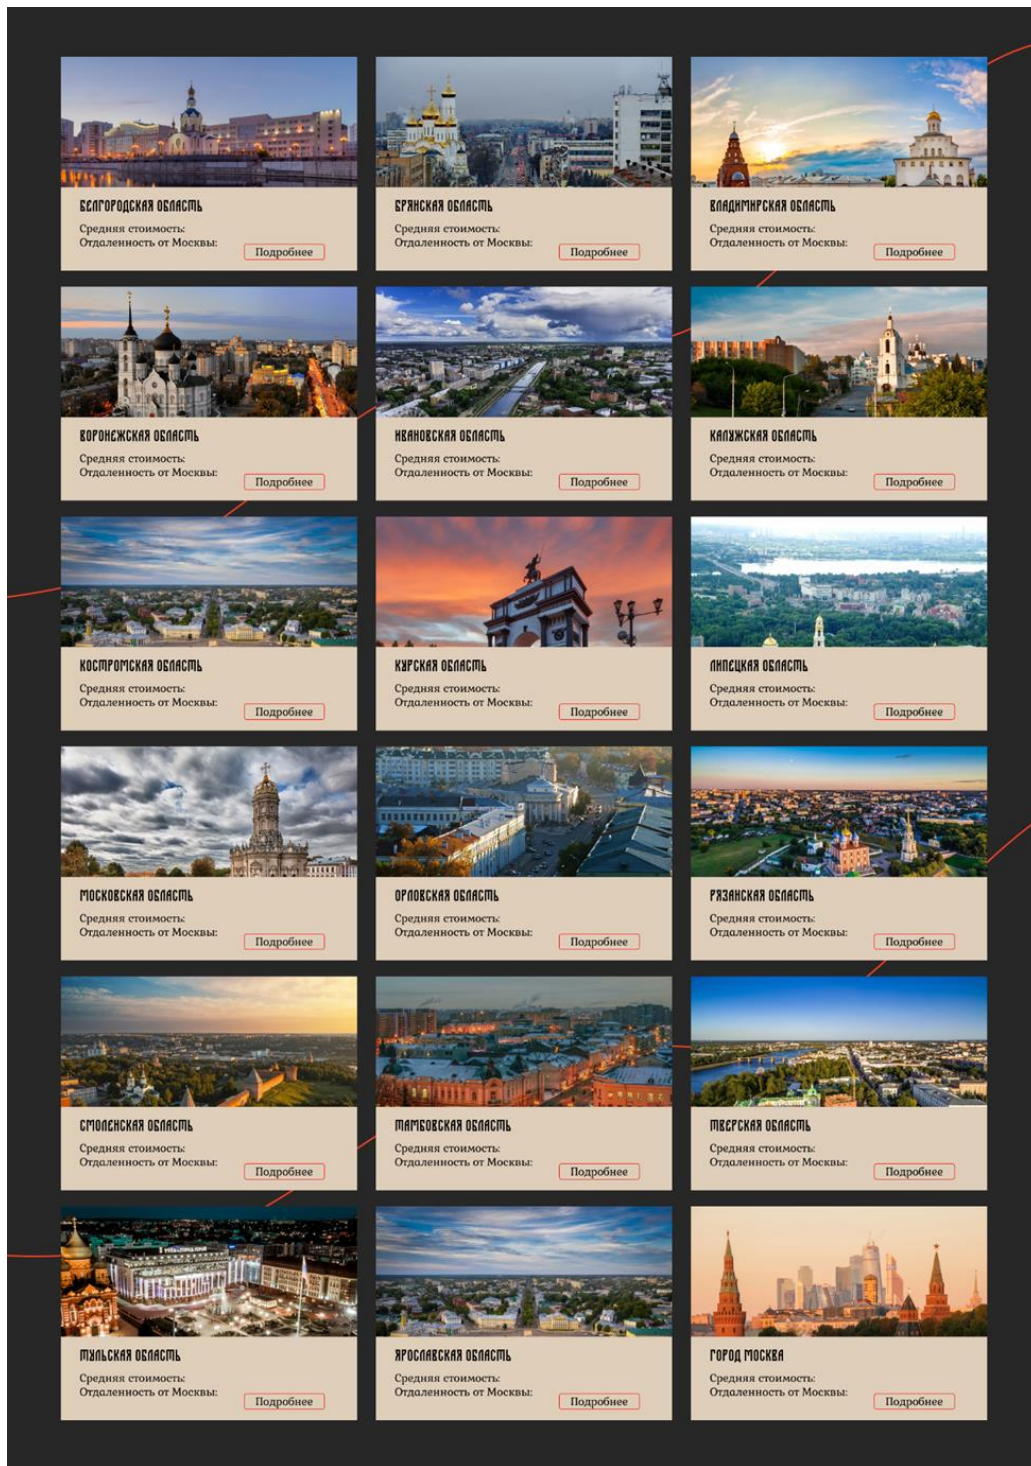 БЕЛГОРОДСКАЯ ОБЛАСТЬ
Средняя стоимость:
Отдаленность от Москвы:
Подробнее
БРЯНСКАЯ ОБЛАСТЬ
Средняя стоимость:
Отдаленность от Москвы:
Подробнее
ВЛАДИМИРСКАЯ ОБЛАСТЬ
Средняя стоимость:
Отдаленность от Москвы:
Подробнее
ВОРОНЕЖСКАЯ ОБЛАСТЬ
Средняя стоимость:
Отдаленность от Москвы:
Подробнее
ИВАНОВСКАЯ ОБЛАСТЬ
Средняя стоимость:
Отдаленность от Москвы:
Подробнее
КАЛУЖСКАЯ ОБЛАСТЬ
Средняя стоимость:
Отдаленность от Москвы:
Подробнее
КОСТРОМСКАЯ ОБЛАСТЬ
Средняя стоимость:
Отдаленность от Москвы:
Подробнее
КУРСКАЯ ОБЛАСТЬ
Средняя стоимость:
Отдаленность от Москвы:
Подробнее
ЛИПЕЦКАЯ ОБЛАСТЬ
Средняя стоимость:
Отдаленность от Москвы:
Подробнее
МОСКОВСКАЯ ОБЛАСТЬ
Средняя стоимость:
Отдаленность от Москвы:
Подробнее
ОРЛОВСКАЯ ОБЛАСТЬ
Средняя стоимость:
Отдаленность от Москвы:
Подробнее
РЯЗАНСКАЯ ОБЛАСТЬ
Средняя стоимость:
Отдаленность от Москвы:
Подробнее
СМОЛЕНСКАЯ ОБЛАСТЬ
Средняя стоимость:
Отдаленность от Москвы:
Подробнее
ТАМБОВСКАЯ ОБЛАСТЬ
Средняя стоимость:
Отдаленность от Москвы:
Подробнее
ТВЕРСКАЯ ОБЛАСТЬ
Средняя стоимость:
Отдаленность от Москвы:
Подробнее
ТУЛЬСКАЯ ОБЛАСТЬ
Средняя стоимость:
Отдаленность от Москвы:
Подробнее
ЯРОСЛАВСКАЯ ОБЛАСТЬ
Средняя стоимость:
Отдаленность от Москвы:
Подробнее
ГОРОД МОСКВА
Средняя стоимость:
Отдаленность от Москвы:
Подробнее